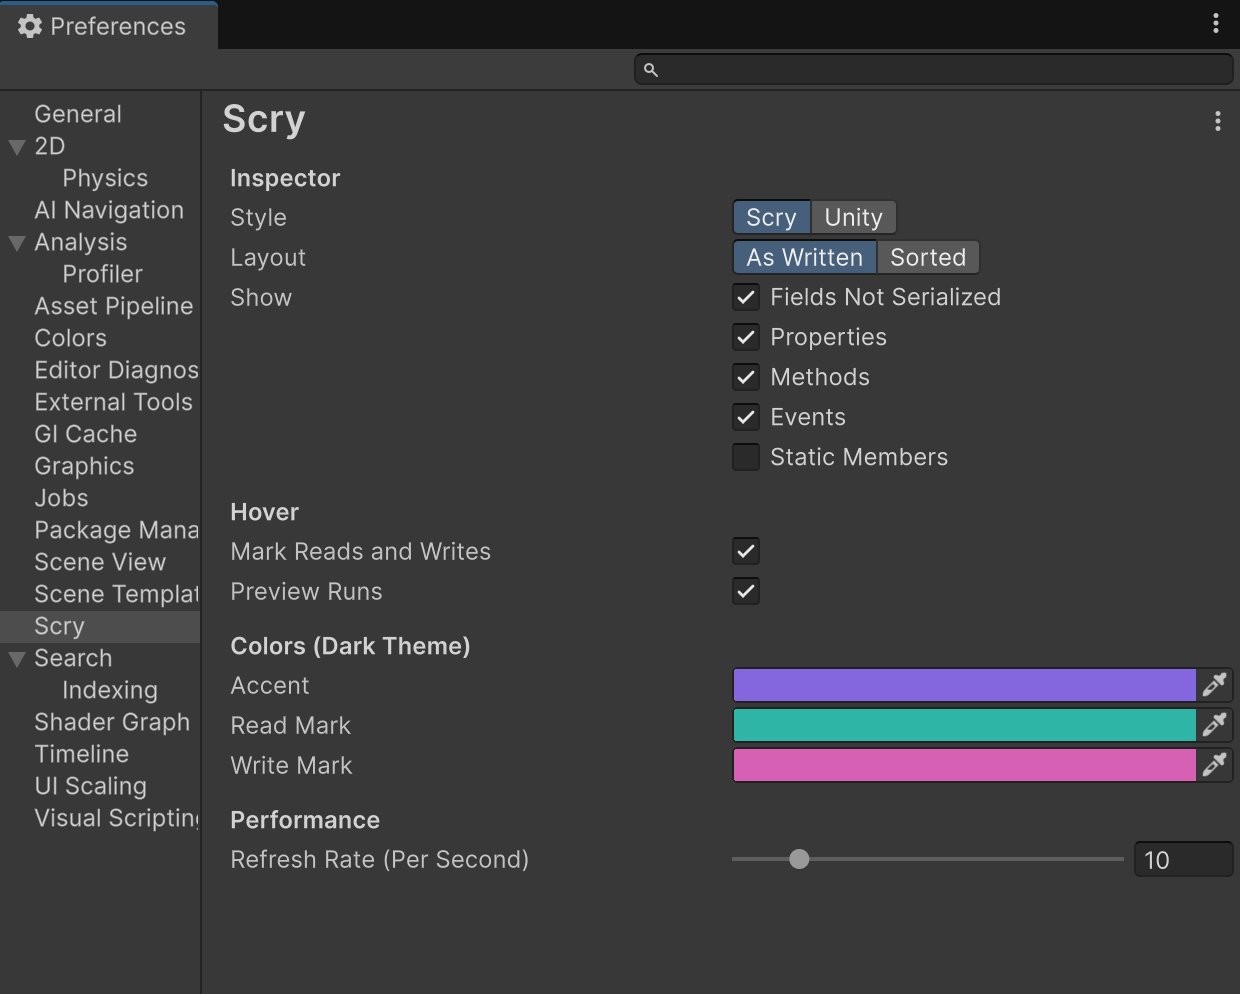 Preferences
General
2D
Physics
AI Navigation
Analysis
Profiler
Asset Pipeline
Colors
Editor Diagnos
External Tools
GI Cache
Graphics
Jobs
Package Mana
Scene View
Scene Templat
Scry
Search
Indexing
Shader Graph
Timeline
UI Scaling
Visual Scripting
Scry
Inspector
Style Scry Unity
Layout As Written Sorted
Show Fields Not Serialized
Properties
Methods
Events
Static Members
Hover
Mark Reads and Writes
Preview Runs
Colors (Dark Theme)
Accent
Read Mark
Write Mark
Performance
Refresh Rate (Per Second) 10